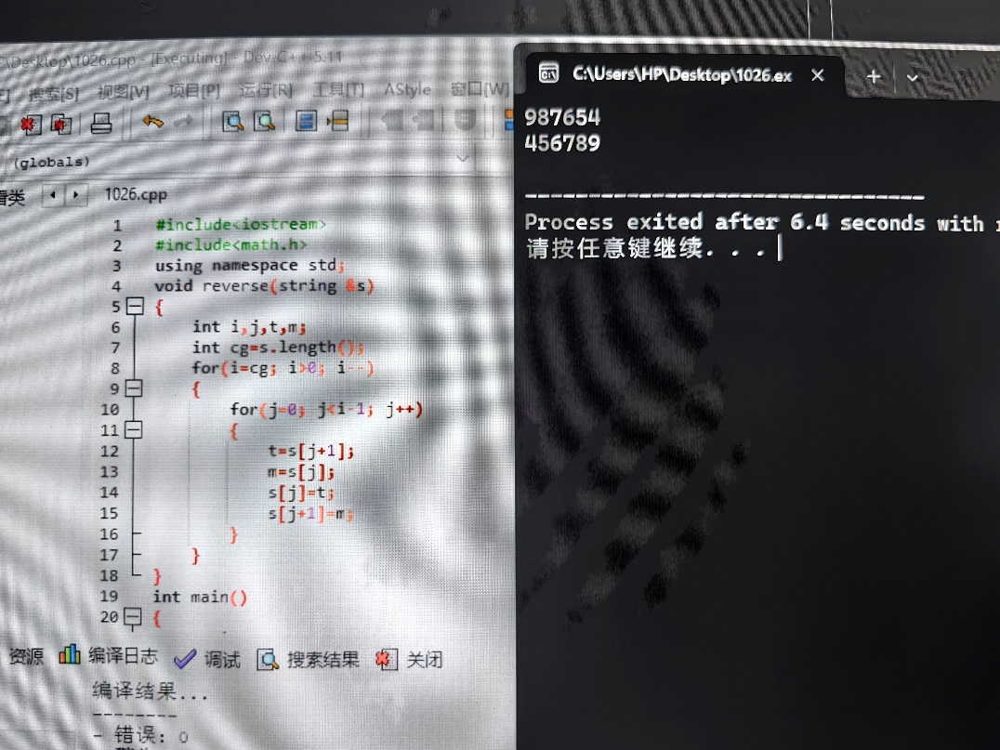 \Desktop\1026.cpp - [Executing] - Dev-C++ 5.11
搜索[S] 视图[V] 项目[P] 运行[R] 工具[T] AStyle 窗口[W]
(globals)
看类
1026.cpp
1 #include<iostream>
2 #include<math.h>
3 using namespace std;
4 void reverse(string &s)
5 {
6 int i,j,t,m;
7 int cg=s.length();
8 for(i=cg; i>0; i--)
9 {
10 for(j=0; j<i-1; j++)
11 {
12 t=s[j+1];
13 m=s[j];
14 s[j]=t;
15 s[j+1]=m;
16 }
17 }
18 }
19 int main()
20 {
资源 编译日志 调试 搜索结果 关闭
编译结果...
--------
- 错误: 0
C:\Users\HP\Desktop\1026.ex
987654
456789
--------------------------------
Process exited after 6.4 seconds with
请按任意键继续. . .